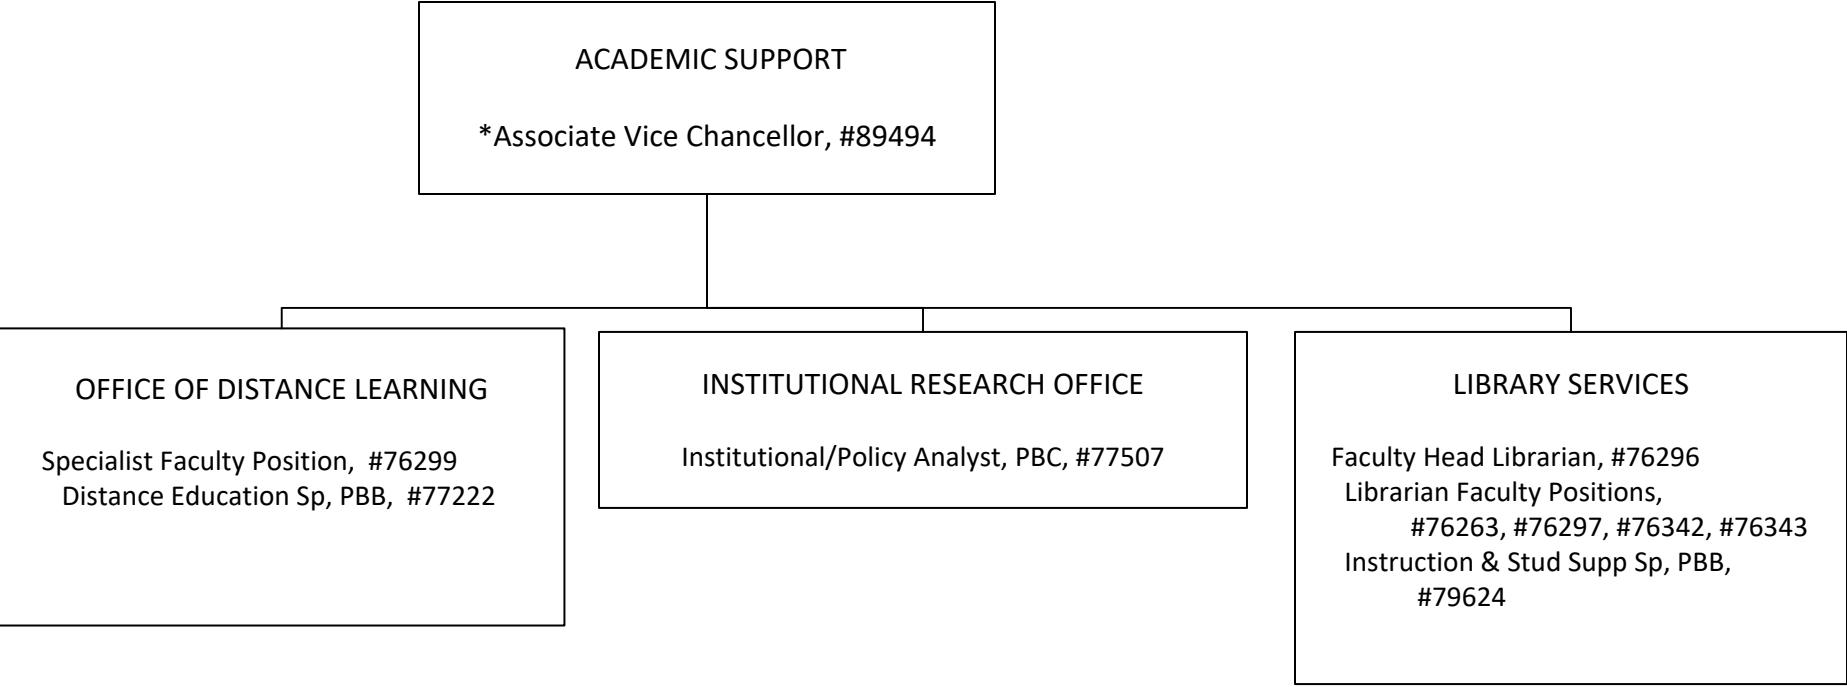 ACADEMIC SUPPORT
*Associate Vice Chancellor, #89494
OFFICE OF DISTANCE LEARNING
Specialist Faculty Position, #76299
Distance Education Sp, PBB, #77222
INSTITUTIONAL RESEARCH OFFICE
Institutional/Policy Analyst, PBC, #77507
LIBRARY SERVICES
Faculty Head Librarian, #76296
Librarian Faculty Positions,
#76263, #76297, #76342, #76343
Instruction & Stud Supp Sp, PBB,
#79624